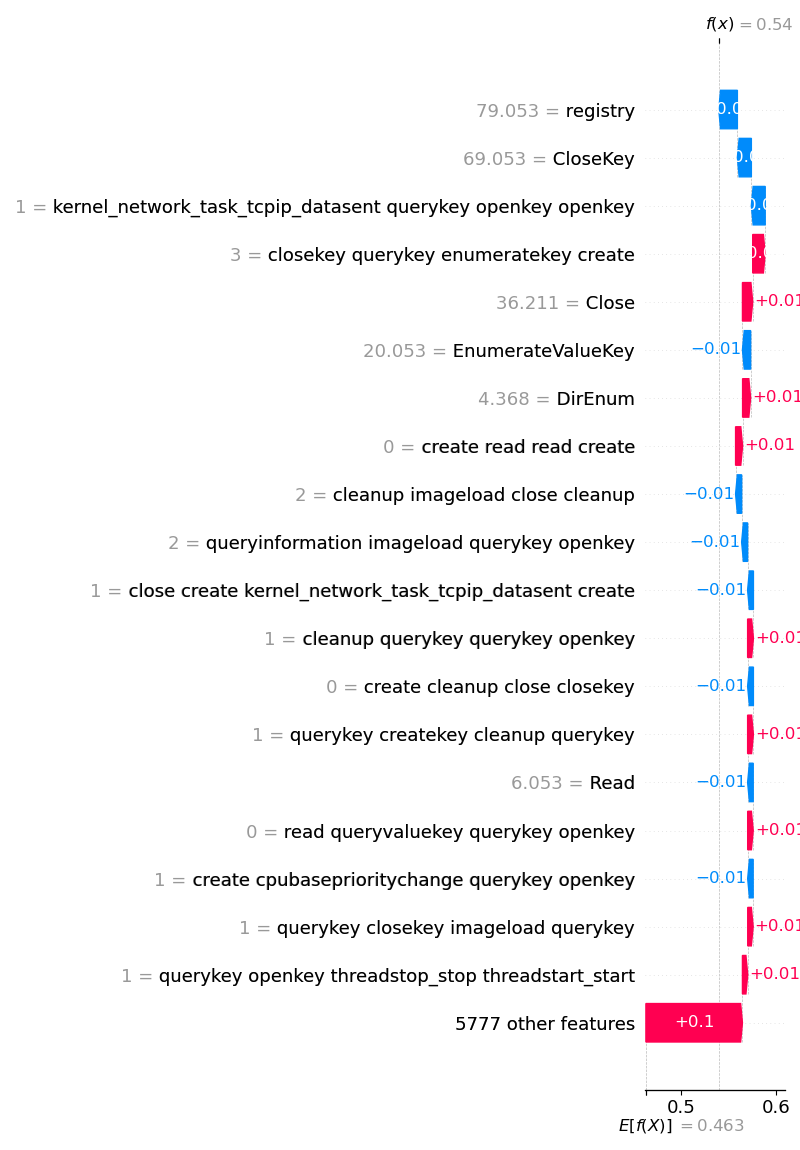 f(x) = 0.54
79.053 = registry
69.053 = CloseKey
1 = kernel_network_task_tcpip_datasent querykey openkey openkey
3 = closekey querykey enumeratekey create
36.211 = Close +0.01
20.053 = EnumerateValueKey −0.01
4.368 = DirEnum +0.01
0 = create read read create +0.01
2 = cleanup imageload close cleanup −0.01
2 = queryinformation imageload querykey openkey −0.01
1 = close create kernel_network_task_tcpip_datasent create −0.01
1 = cleanup querykey querykey openkey +0.01
0 = create cleanup close closekey −0.01
1 = querykey createkey cleanup querykey +0.01
6.053 = Read −0.01
0 = read queryvaluekey querykey openkey +0.01
1 = create cpubaseprioritychange querykey openkey −0.01
1 = querykey closekey imageload querykey +0.01
1 = querykey openkey threadstop_stop threadstart_start +0.01
5777 other features +0.1
0.5 0.6
E[f(X)] = 0.463